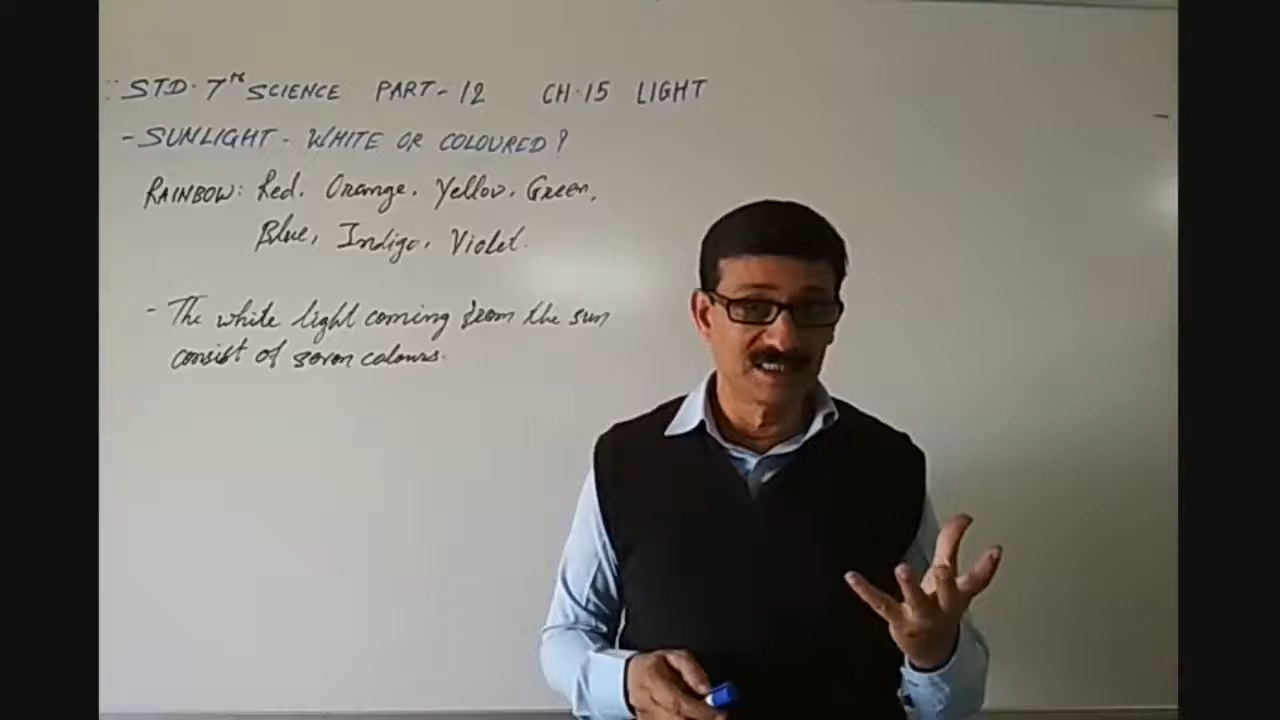 STD. 7TH SCIENCE PART-12 CH.15 LIGHT
- SUNLIGHT - WHITE OR COLOURED?
RAINBOW: Red. Orange. Yellow. Green,
Blue, Indigo, Violet.
- The white light coming from the sun
consist of seven colours.